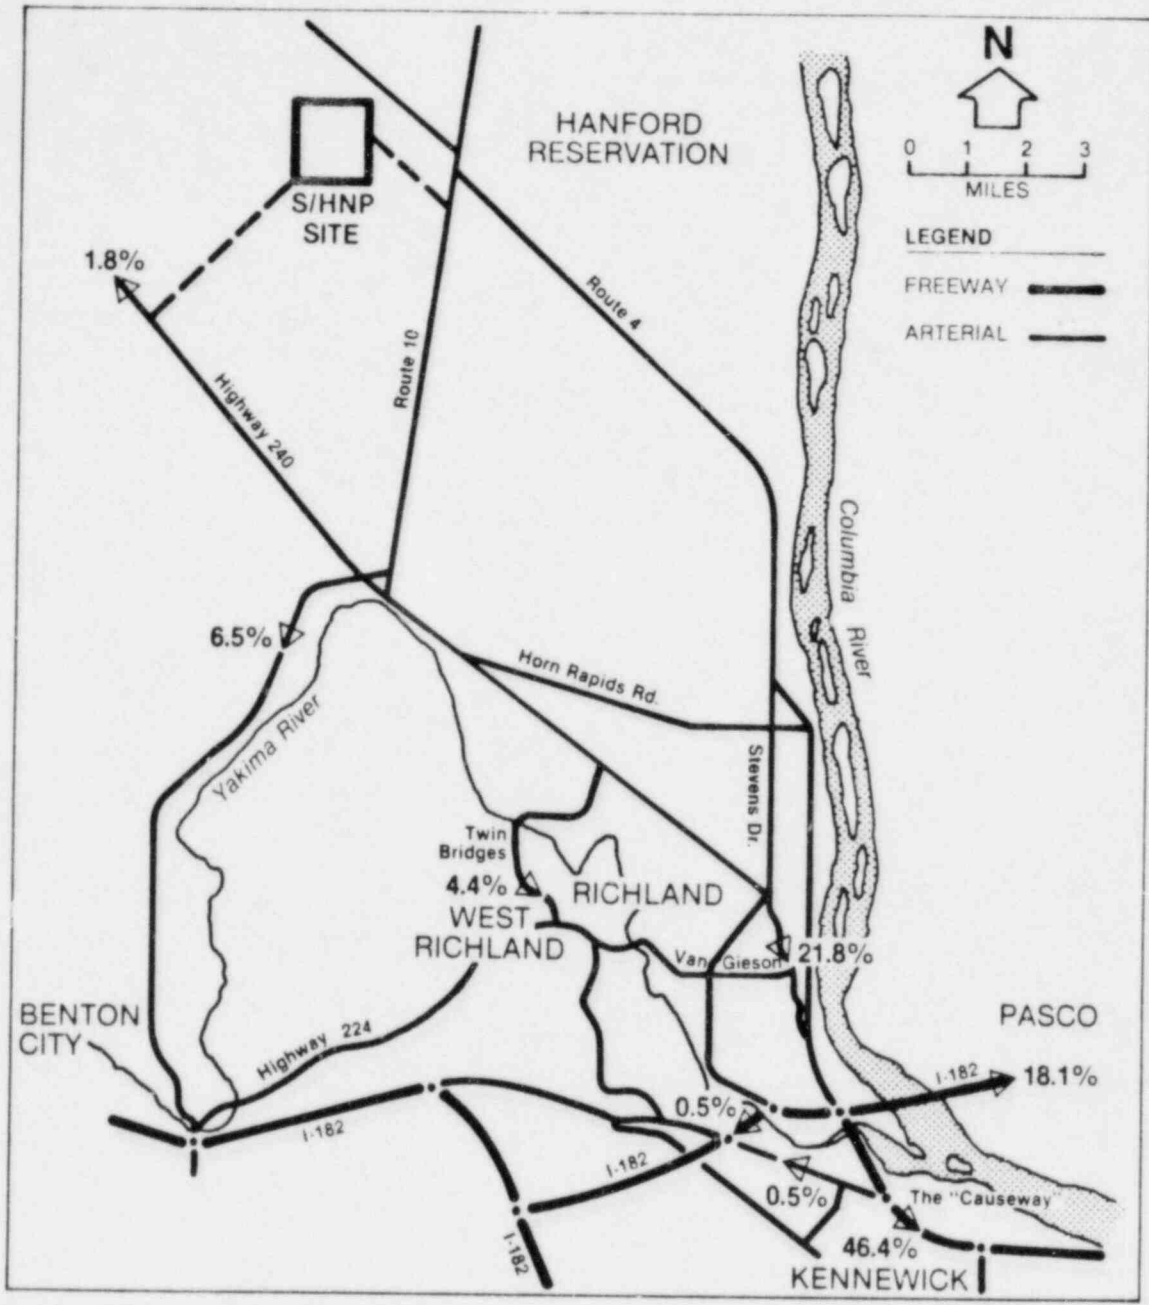 N
HANFORD
RESERVATION
0 1 2 3
MILES
S/HNP
SITE
LEGEND
FREEWAY
ARTERIAL
1.8%
Route 4
Route 10
Highway 240
Columbia River
6.5%
Horn Rapids Rd.
Yakima River
Stevens Dr.
Twin
Bridges
4.4%
RICHLAND
WEST
RICHLAND
Van Gieson
21.8%
BENTON
CITY
PASCO
Highway 224
I-182
18.1%
0.5%
I-182
I-182
0.5%
The "Causeway"
I-182
46.4%
KENNEWICK